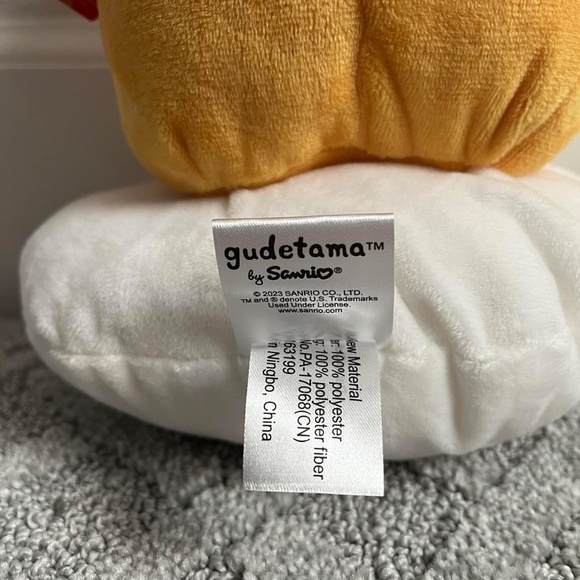 gudetama™
by Sanrio®
© 2023 SANRIO CO., LTD.
™ and ® denote U.S. Trademarks
Used Under License.
www.sanrio.com
New Material
100% polyester
100% polyester fiber
No.PA-17068(CN)
63199
in Ningbo, China